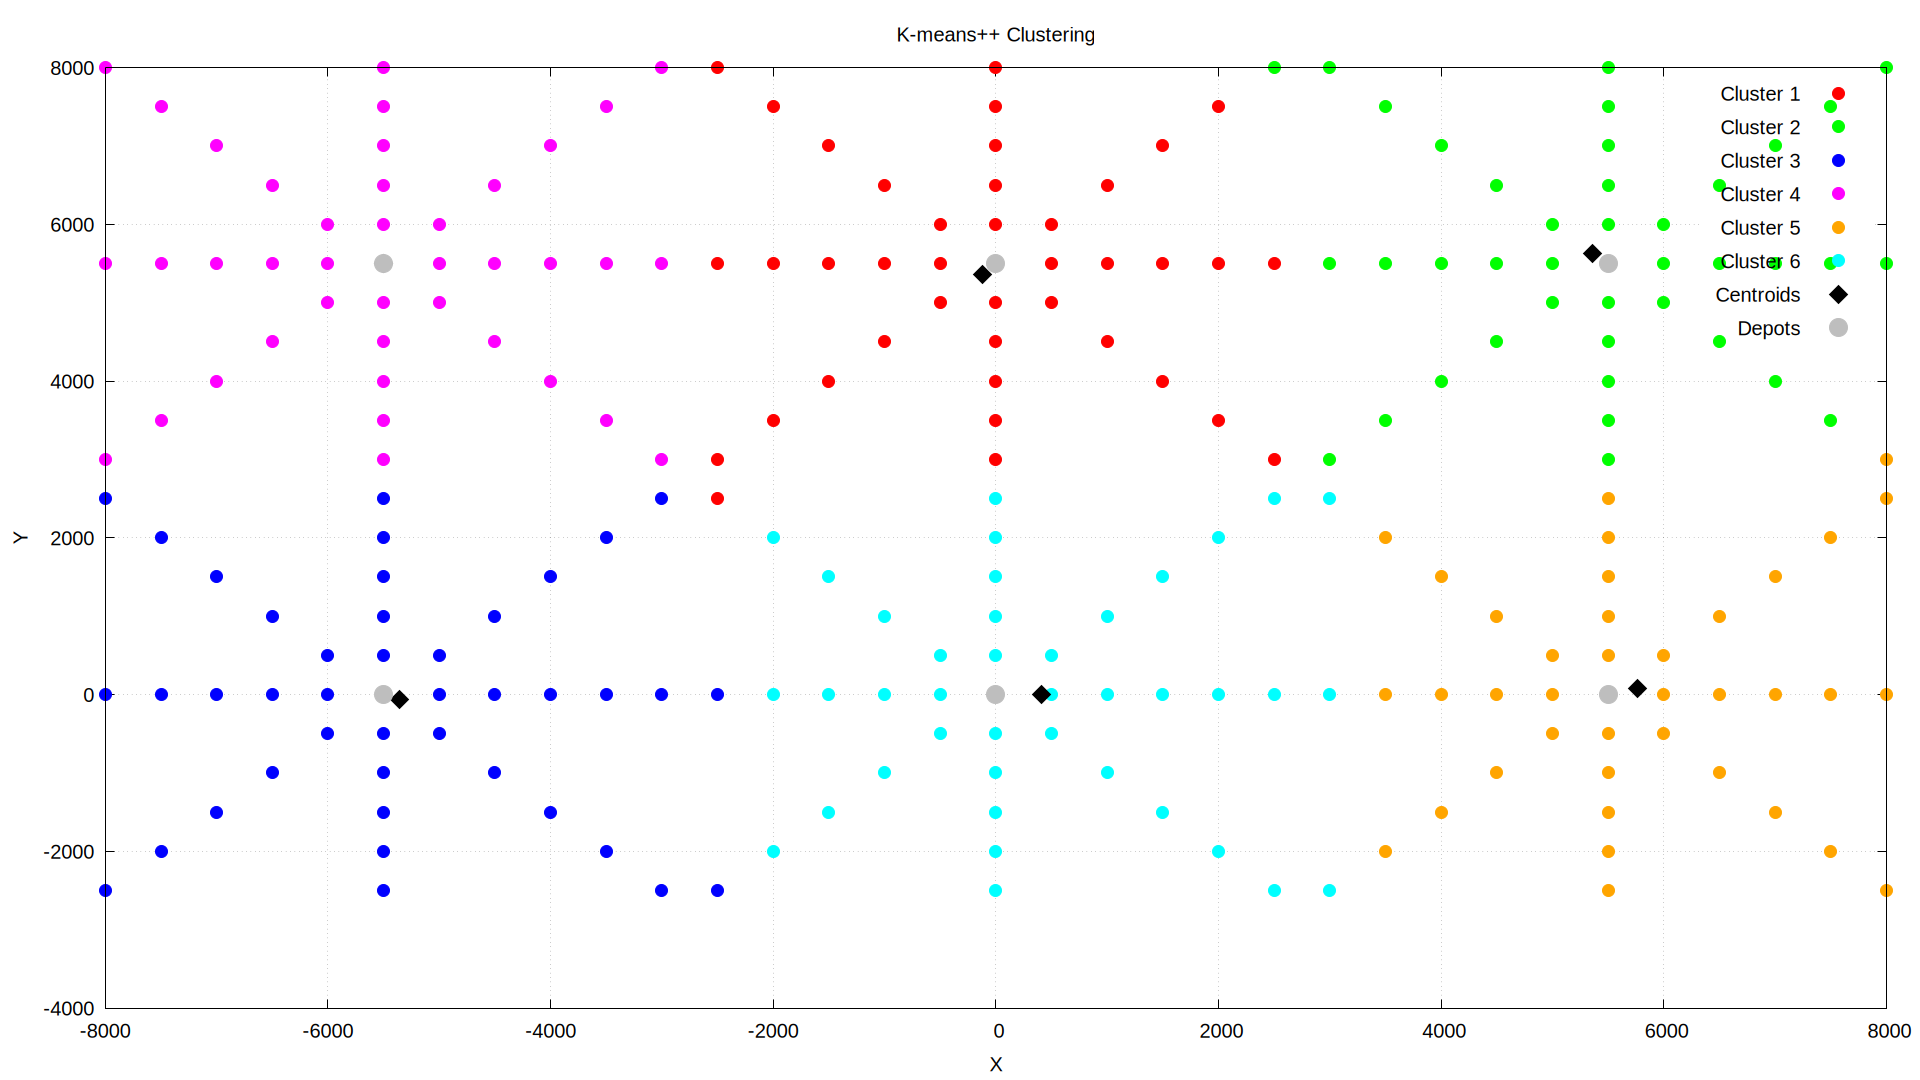 K-means++ Clustering
8000
6000
4000
2000
0
-2000
-4000
Y
Cluster 1
Cluster 2
Cluster 3
Cluster 4
Cluster 5
Cluster 6
Centroids
Depots
-8000 -6000 -4000 -2000 0 2000 4000 6000 8000
X